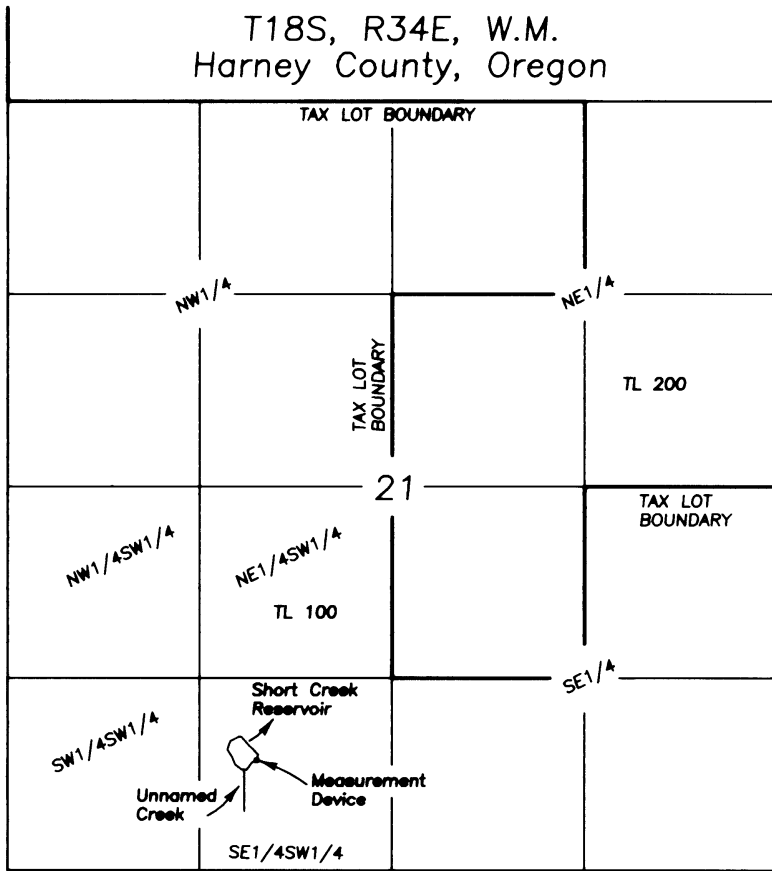 T18S, R34E, W.M.
Harney County, Oregon
TAX LOT BOUNDARY
NW1/4
NE1/4
TAX LOT
BOUNDARY
TL 200
21
TAX LOT
BOUNDARY
NW1/4SW1/4
NE1/4SW1/4
TL 100
SE1/4
Short Creek
Reservoir
SW1/4SW1/4
Measurement
Device
Unnamed
Creek
SE1/4SW1/4